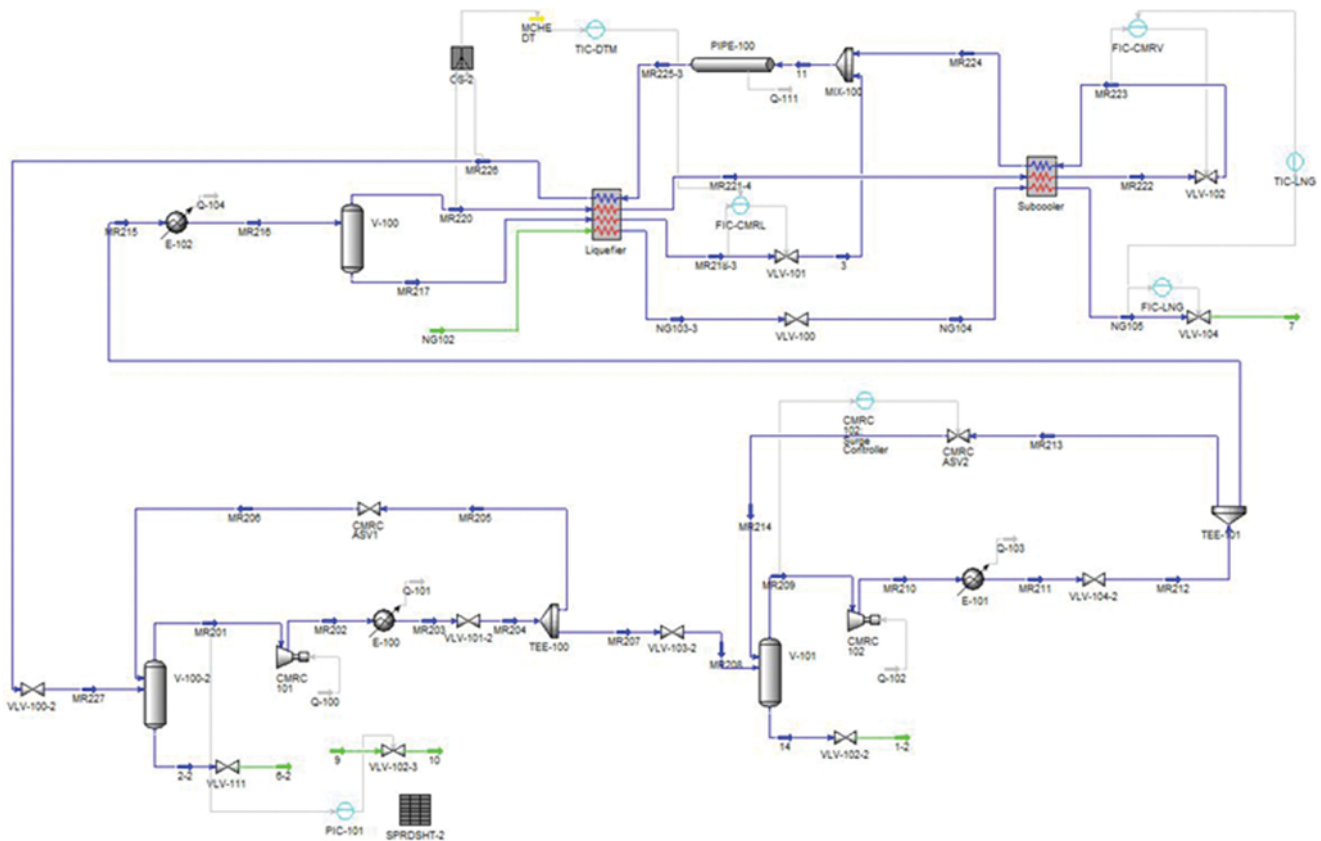 MCHE
DT
TIC-DTM
PIPE-100
MR225-3
11
MIX-100
MR224
FIC-CMRV
CS-2
Q-111
MR223
MR226
MR221-4
MR222
VLV-102
TIC-LNG
Q-104
V-100
MR220
FIC-CMRL
Subcooler
MR215
E-102
MR216
Liquefier
MR218-3
VLV-101
3
MR217
FIC-LNG
NG102
NG103-3
VLV-100
NG104
NG105
VLV-104
7
CMRC
102:
Surge
Controller
CMRC
ASV2
MR213
MR206
CMRC
ASV1
MR205
MR214
TEE-101
Q-101
MR209
Q-103
MR201
MR202
E-100
MR203
VLV-101-2
MR204
TEE-100
MR207
VLV-103-2
MR208
MR210
E-101
MR211
VLV-104-2
MR212
V-100-2
CMRC
101
V-101
CMRC
102
VLV-100-2
MR227
Q-100
Q-102
2-2
VLV-111
6-2
9
VLV-102-3
10
14
VLV-102-2
1-2
PIC-101
SPRDSHT-2